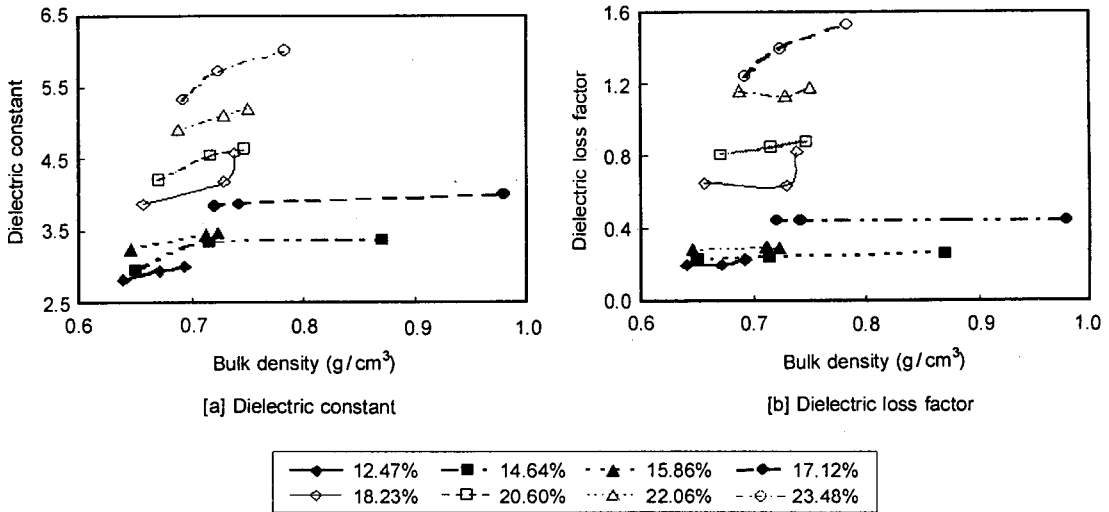 6.5
5.5
4.5
3.5
2.5
Dielectric constant
0.6 0.7 0.8 0.9 1.0
Bulk density (g/cm³)
[a] Dielectric constant
1.6
1.2
0.8
0.4
0.0
Dielectric loss factor
0.6 0.7 0.8 0.9 1.0
Bulk density (g/cm³)
[b] Dielectric loss factor
12.47% 14.64% 15.86% 17.12%
18.23% 20.60% 22.06% 23.48%